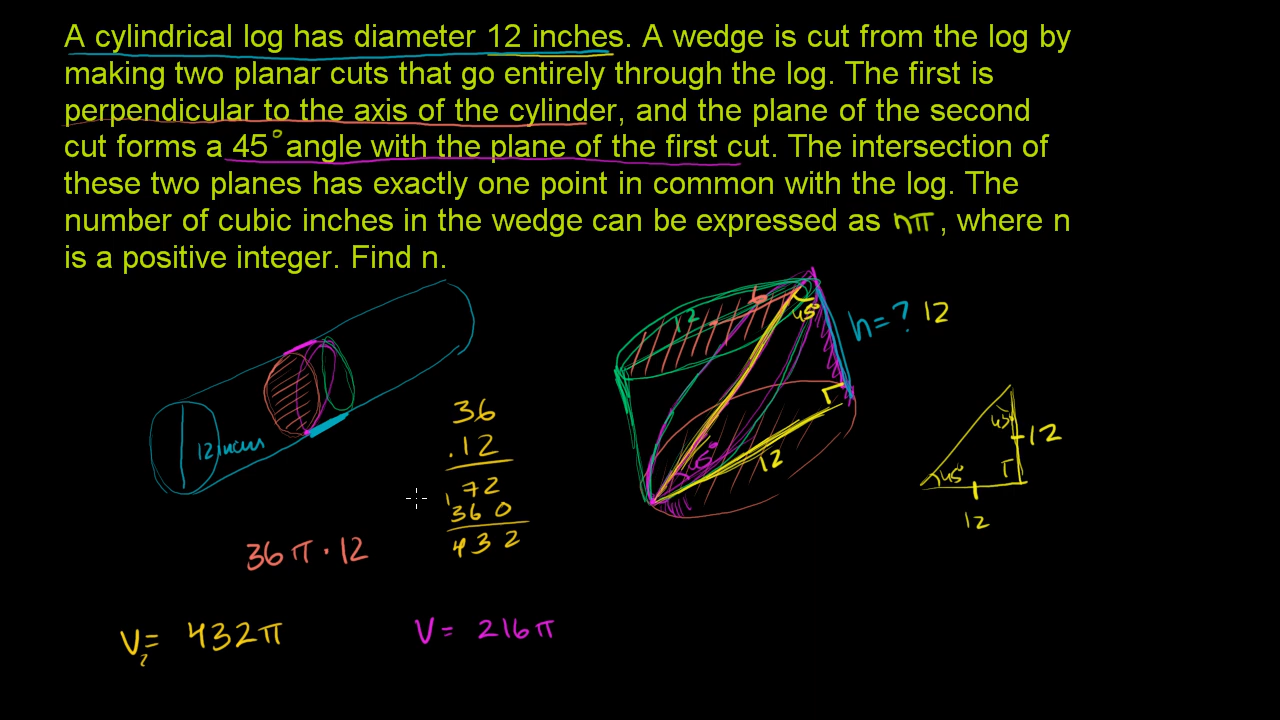 A cylindrical log has diameter 12 inches. A wedge is cut from the log by
making two planar cuts that go entirely through the log. The first is
perpendicular to the axis of the cylinder, and the plane of the second
cut forms a 45° angle with the plane of the first cut. The intersection of
these two planes has exactly one point in common with the log. The
number of cubic inches in the wedge can be expressed as nπ, where n
is a positive integer. Find n.
12
6
45°
h = ? 12
36
.12
72
1
360
432
12
45°
12
45°
12
45°
12
36π · 12
V₂= 432π
V= 216π